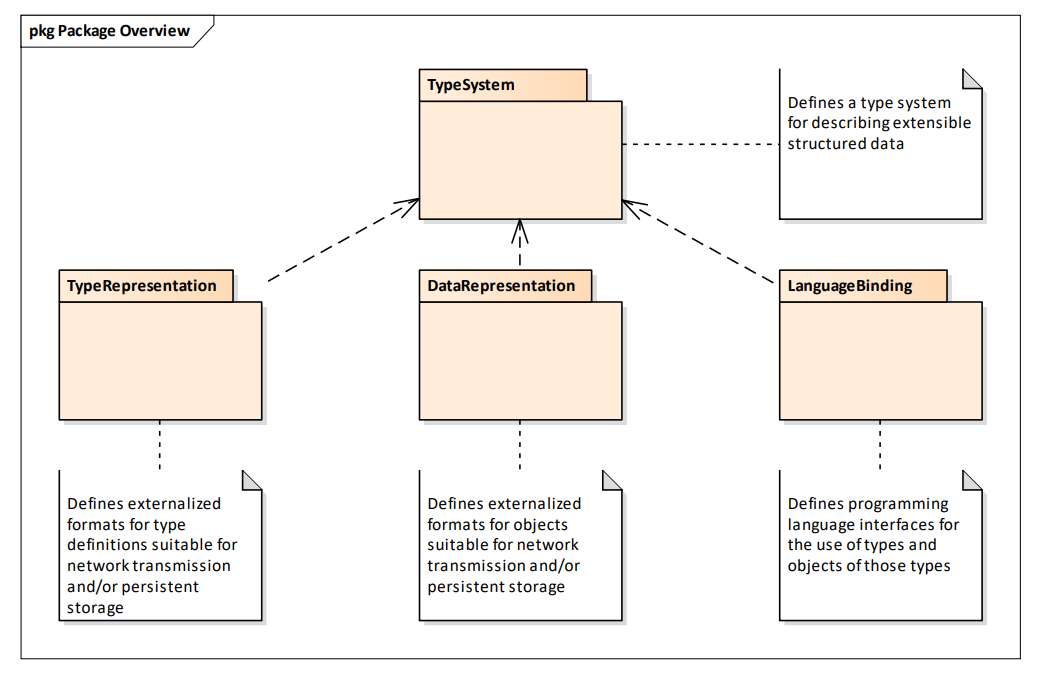 pkg Package Overview
TypeSystem
Defines a type system
for describing extensible
structured data
TypeRepresentation
DataRepresentation
LanguageBinding
Defines externalized
formats for type
definitions suitable for
network transmission
and/or persistent
storage
Defines externalized
formats for objects
suitable for network
transmission and/or
persistent storage
Defines programming
language interfaces for
the use of types and
objects of those types